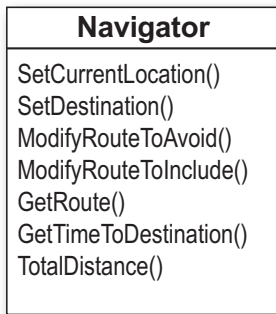 Navigator
SetCurrentLocation()
SetDestination()
ModifyRouteToAvoid()
ModifyRouteToInclude()
GetRoute()
GetTimeToDestination()
TotalDistance()